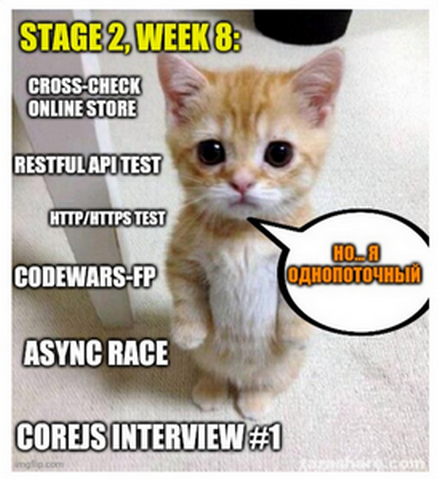 STAGE 2, WEEK 8:
CROSS-CHECK
ONLINE STORE
RESTFUL API TEST
HTTP/HTTPS TEST
НО... Я
ОДНОПОТОЧНЫЙ
CODEWARS-FP
ASYNC RACE
COREJS INTERVIEW #1
imgflip.com